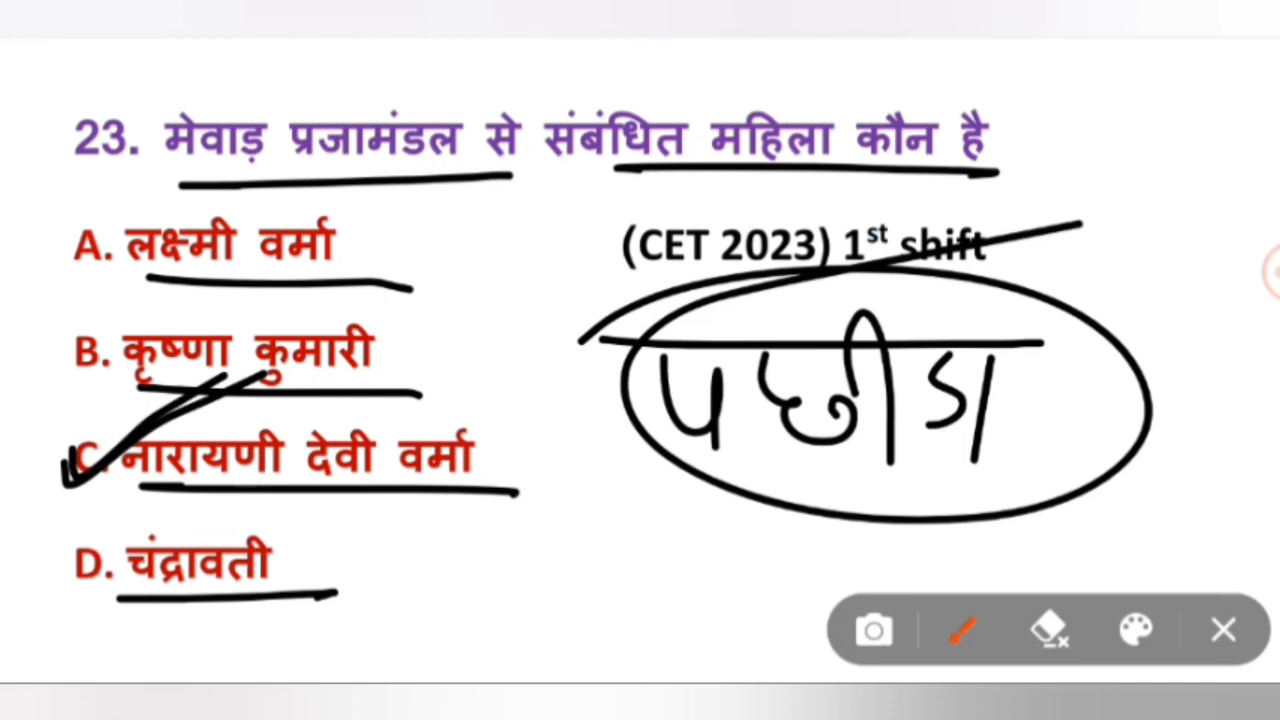 23. मेवाड़ प्रजामंडल से संबंधित महिला कौन है
A. लक्ष्मी वर्मा
(CET 2023) 1st shift
B. कृष्णा कुमारी
पछीडा
C. नारायणी देवी वर्मा
D. चंद्रावती